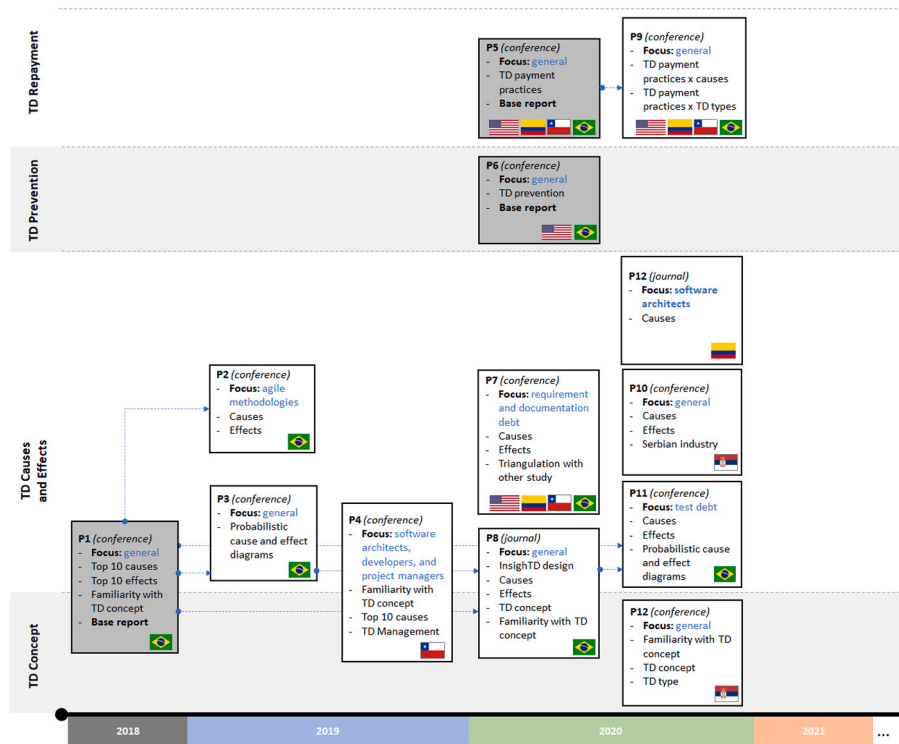 TD Repayment
P5 (conference)
- Focus: general
- TD payment
practices
- Base report
P9 (conference)
- Focus: general
- TD payment
practices x causes
- TD payment
practices x TD types
TD Prevention
P6 (conference)
- Focus: general
- TD prevention
- Base report
TD Causes
and Effects
P12 (journal)
- Focus: software
architects
- Causes
P2 (conference)
- Focus: agile
methodologies
- Causes
- Effects
P7 (conference)
- Focus: requirement
and documentation
debt
- Causes
- Effects
- Triangulation with
other study
P10 (conference)
- Focus: general
- Causes
- Effects
- Serbian industry
P3 (conference)
- Focus: general
- Probabilistic
cause and effect
diagrams
P11 (conference)
- Focus: test debt
- Causes
- Effects
- Probabilistic cause
and effect
diagrams
P1 (conference)
- Focus: general
- Top 10 causes
- Top 10 effects
- Familiarity with
TD concept
- Base report
P4 (conference)
- Focus: software
architects,
developers, and
project managers
- Familiarity with
TD concept
- Top 10 causes
- TD Management
P8 (journal)
- Focus: general
- InsighTD design
- Causes
- Effects
- TD concept
- Familiarity with TD
concept
TD Concept
P12 (conference)
- Focus: general
- Familiarity with TD
concept
- TD concept
- TD type
2018
2019
2020
2021
...